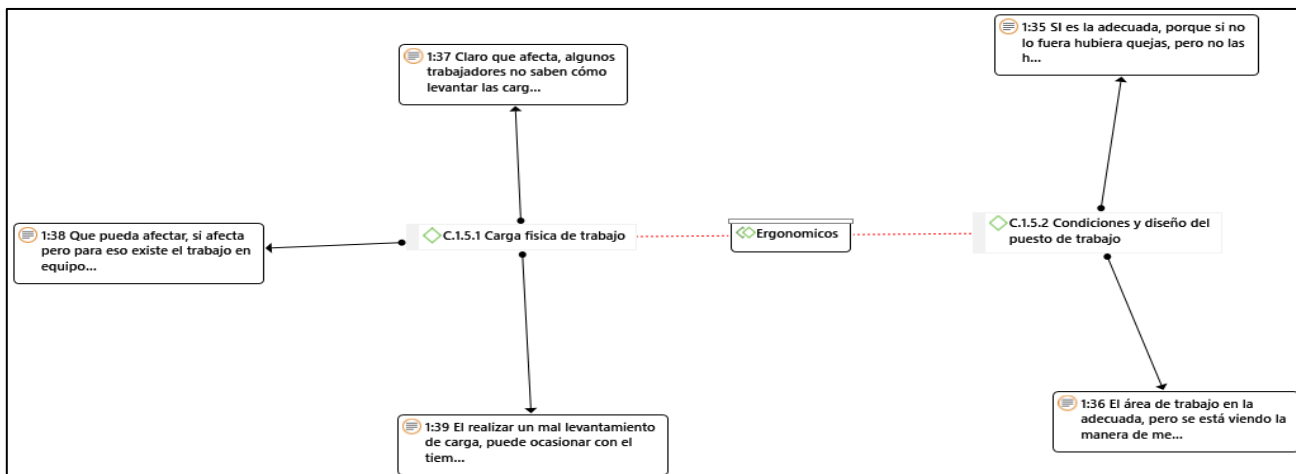 1:37 Claro que afecta, algunos
trabajadores no saben cómo
levantar las carg...
1:35 SI es la adecuada, porque si no
lo fuera hubiera quejas, pero no las
h...
1:38 Que pueda afectar, si afecta
pero para eso existe el trabajo en
equipo...
C.1.5.1 Carga fisica de trabajo
Ergonomicos
C.1.5.2 Condiciones y diseño del
puesto de trabajo
1:39 El realizar un mal levantamiento
de carga, puede ocasionar con el
tiem...
1:36 El área de trabajo en la
adecuada, pero se está viendo la
manera de me...